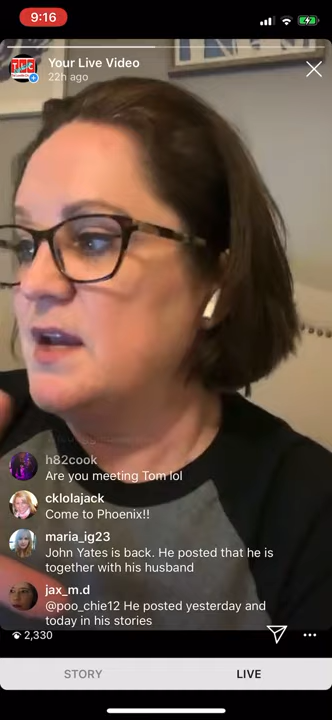 9:16
Your Live Video
22h ago
h82cook
Are you meeting Tom lol
cklolajack
Come to Phoenix!!
maria_ig23
John Yates is back. He posted that he is
together with his husband
jax_m.d
@poo_chie12 He posted yesterday and
today in his stories
2,330
STORY
LIVE